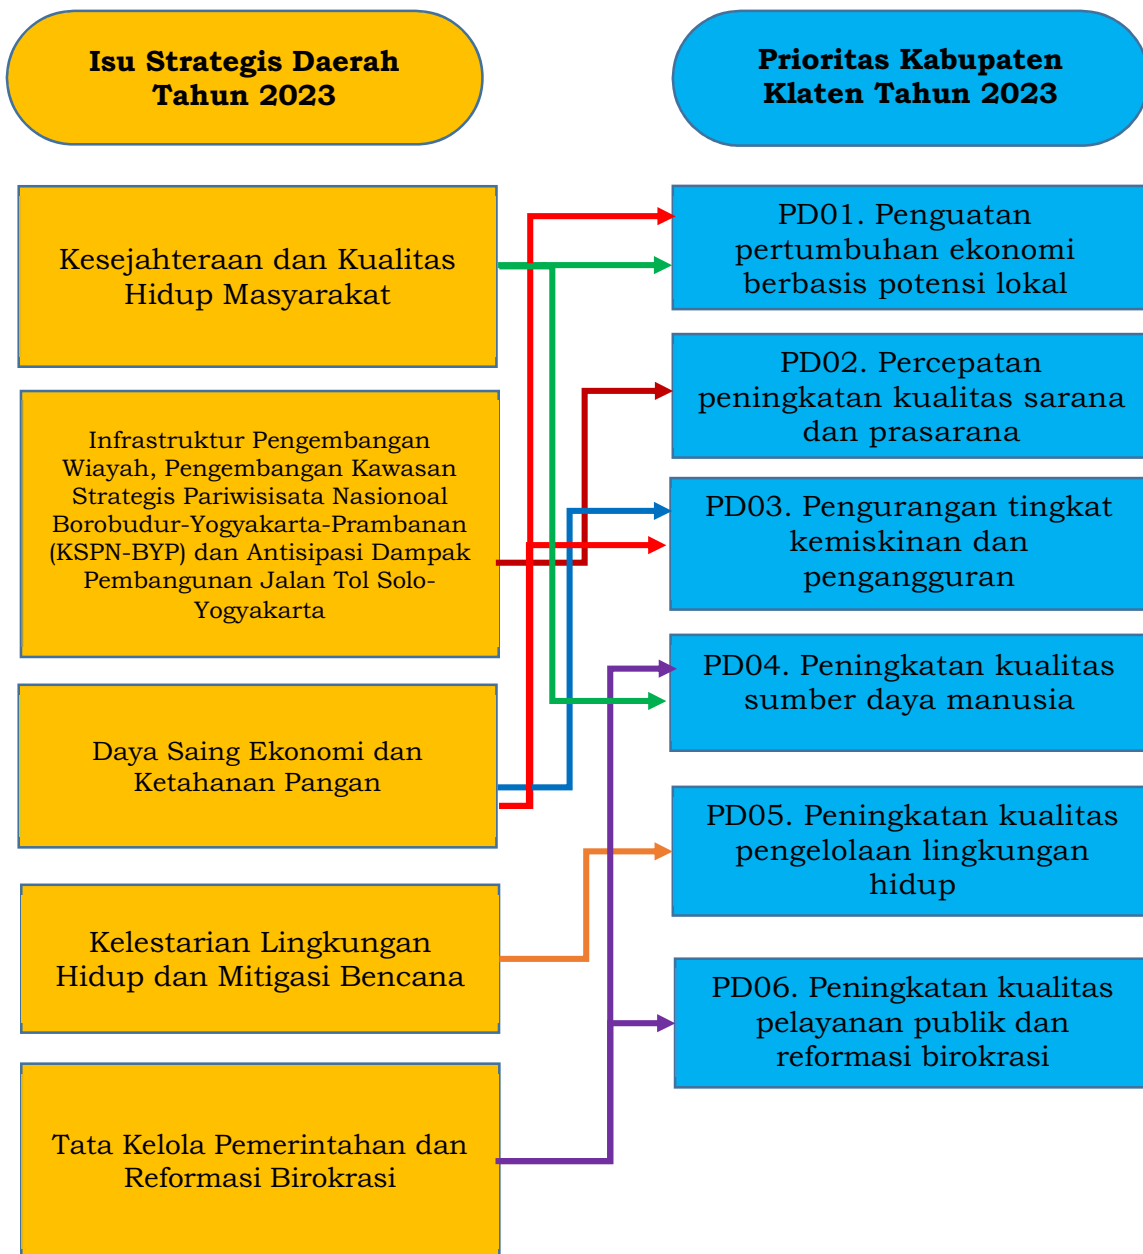 Isu Strategis Daerah
Tahun 2023
Prioritas Kabupaten
Klaten Tahun 2023
Kesejahteraan dan Kualitas
Hidup Masyarakat
Infrastruktur Pengembangan
Wiayah, Pengembangan Kawasan
Strategis Pariwisisata Nasionoal
Borobudur-Yogyakarta-Prambanan
(KSPN-BYP) dan Antisipasi Dampak
Pembangunan Jalan Tol Solo-
Yogyakarta
Daya Saing Ekonomi dan
Ketahanan Pangan
Kelestarian Lingkungan
Hidup dan Mitigasi Bencana
Tata Kelola Pemerintahan dan
Reformasi Birokrasi
PD01. Penguatan
pertumbuhan ekonomi
berbasis potensi lokal
PD02. Percepatan
peningkatan kualitas sarana
dan prasarana
PD03. Pengurangan tingkat
kemiskinan dan
pengangguran
PD04. Peningkatan kualitas
sumber daya manusia
PD05. Peningkatan kualitas
pengelolaan lingkungan
hidup
PD06. Peningkatan kualitas
pelayanan publik dan
reformasi birokrasi